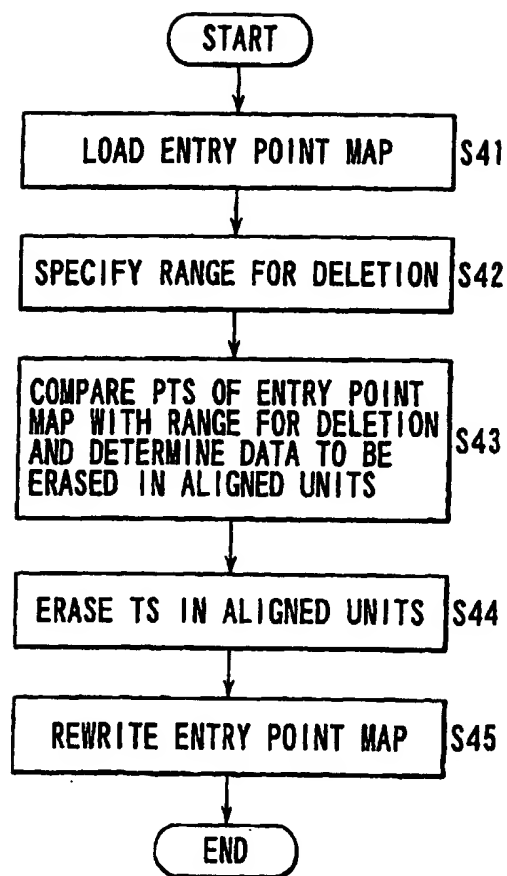 START
LOAD ENTRY POINT MAP S41
SPECIFY RANGE FOR DELETION S42
COMPARE PTS OF ENTRY POINT
MAP WITH RANGE FOR DELETION
AND DETERMINE DATA TO BE
ERASED IN ALIGNED UNITS
S43
ERASE TS IN ALIGNED UNITS S44
REWRITE ENTRY POINT MAP S45
END